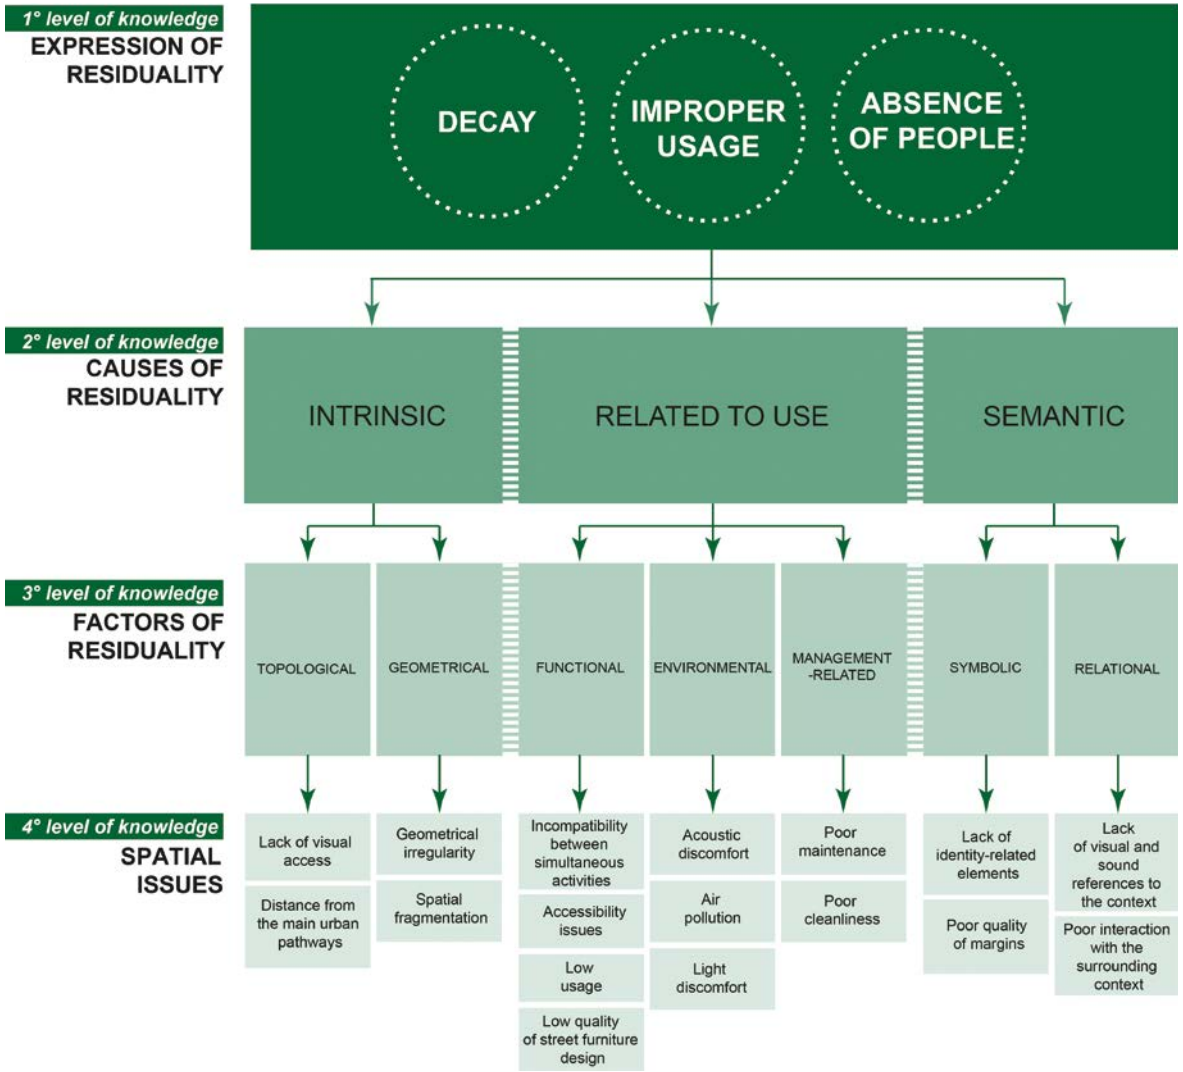 1° level of knowledge
EXPRESSION OF
RESIDUALITY
DECAY
IMPROPER
USAGE
ABSENCE
OF PEOPLE
2° level of knowledge
CAUSES OF
RESIDUALITY
INTRINSIC
RELATED TO USE
SEMANTIC
3° level of knowledge
FACTORS OF
RESIDUALITY
TOPOLOGICAL
GEOMETRICAL
FUNCTIONAL
ENVIRONMENTAL
MANAGEMENT
-RELATED
SYMBOLIC
RELATIONAL
4° level of knowledge
SPATIAL
ISSUES
Lack of visual
access
Distance from
the main urban
pathways
Geometrical
irregularity
Spatial
fragmentation
Incompatibility
between
simultaneous
activities
Accessibility
issues
Low
usage
Low quality
of street furniture
design
Acoustic
discomfort
Air
pollution
Light
discomfort
Poor
maintenance
Poor
cleanliness
Lack of
identity-related
elements
Poor quality
of margins
Lack
of visual and
sound
references to
the context
Poor interaction
with the
surrounding
context